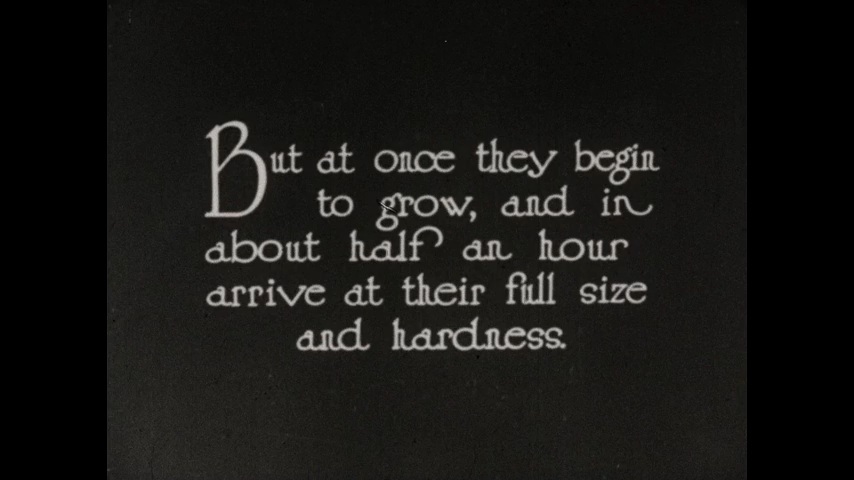 But at once they begin
to grow, and in
about half an hour
arrive at their full size
and hardness.